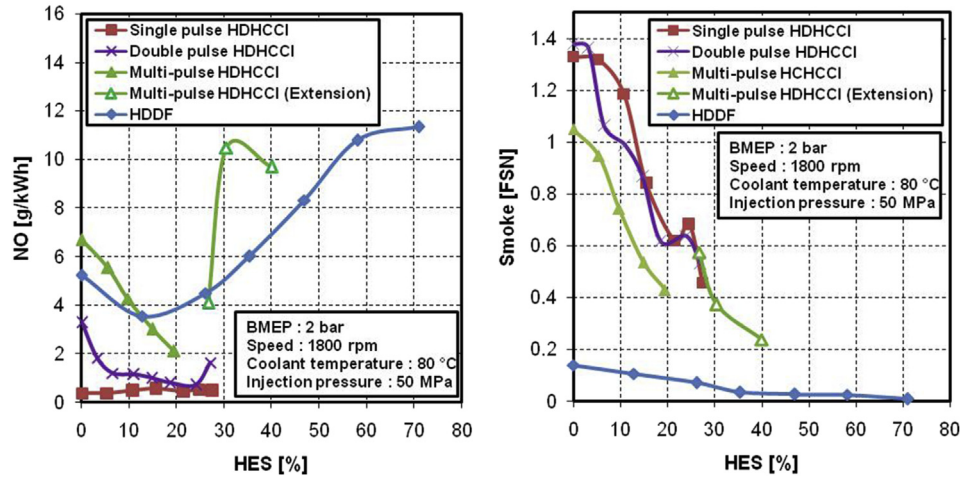 Single pulse HDHCCI
Double pulse HDHCCI
Multi-pulse HDHCCI
Multi-pulse HDHCCI (Extension)
HDDF
NO [g/kWh]
16
14
12
10
8
6
4
2
0
BMEP : 2 bar
Speed : 1800 rpm
Coolant temperature : 80 °C
Injection pressure : 50 MPa
0 10 20 30 40 50 60 70 80
HES [%]
Single pulse HDHCCI
Double pulse HDHCCI
Multi-pulse HCHCCI
Multi-pulse HDHCCI (Extension)
HDDF
Smoke [FSN]
1.4
1.2
1
0.8
0.6
0.4
0.2
0
BMEP : 2 bar
Speed : 1800 rpm
Coolant temperature : 80 °C
Injection pressure : 50 MPa
0 10 20 30 40 50 60 70 80
HES [%]